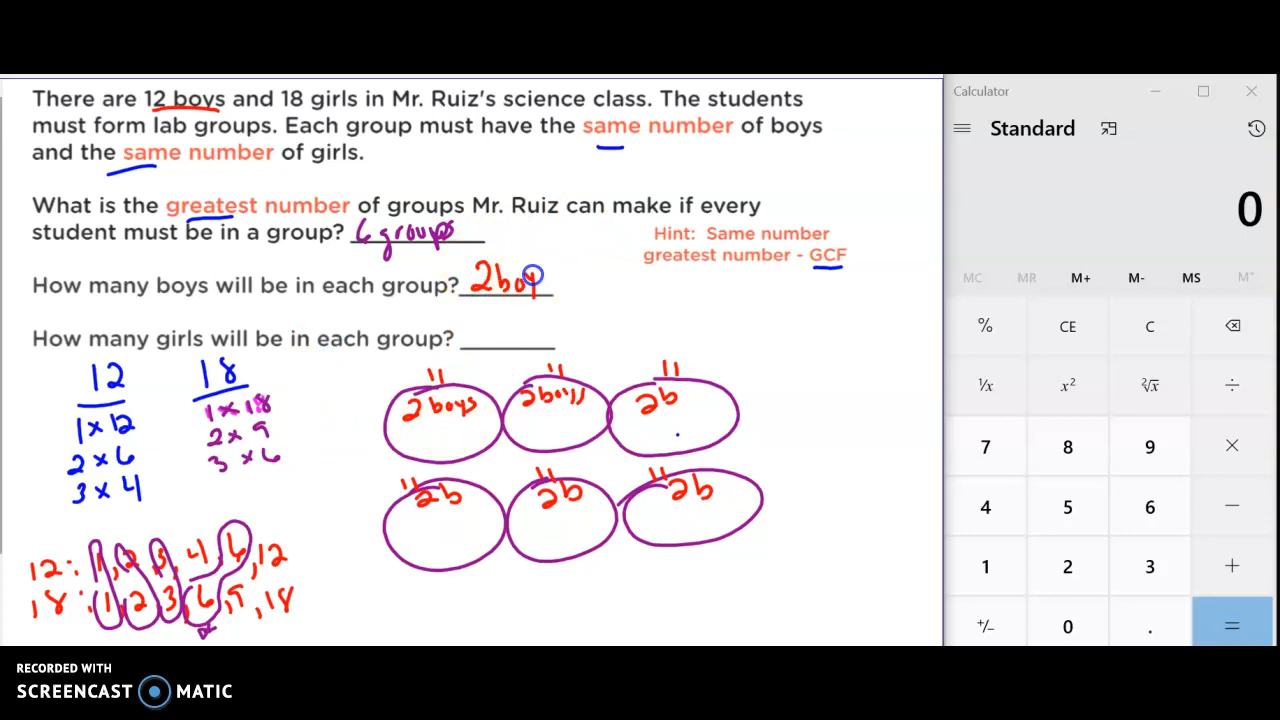 There are 12 boys and 18 girls in Mr. Ruiz's science class. The students
must form lab groups. Each group must have the same number of boys
and the same number of girls.
What is the greatest number of groups Mr. Ruiz can make if every
student must be in a group? 6 groups
Hint: Same number
greatest number - GCF
How many boys will be in each group? 2 boy
How many girls will be in each group?
12 18
1 x 12 1 x 18
2 x 6 2 x 9
3 x 4 3 x 6
2 boys 2 boys 2b
2b 2b 2b
12: 1, 2, 3, 4, 6, 12
18: 1, 2, 3, 6, 9, 18
Calculator
Standard
0
MC MR M+ M- MS M˅
% CE C
¹/x x² ²√x ÷
7 8 9 ×
4 5 6 −
1 2 3 +
+/− 0 . =
RECORDED WITH
SCREENCAST MATIC